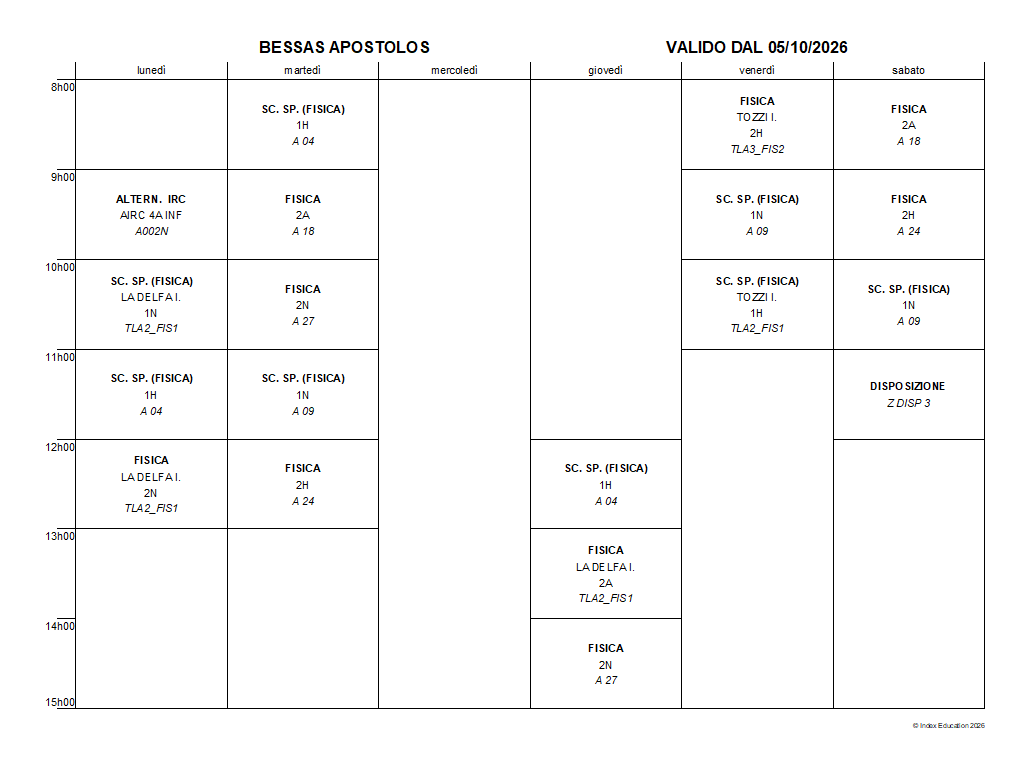 BESSAS APOSTOLOS
VALIDO DAL 05/10/2026
lunedì
martedì
mercoledì
giovedì
venerdì
sabato
8h00
SC. SP. (FISICA)
1H
A 04
FISICA
TOZZI I.
2H
TLA3_FIS2
FISICA
2A
A 18
9h00
ALTERN. IRC
AIRC 4A INF
A002N
FISICA
2A
A 18
SC. SP. (FISICA)
1N
A 09
FISICA
2H
A 24
10h00
SC. SP. (FISICA)
LA DELFA I.
1N
TLA2_FIS1
FISICA
2N
A 27
SC. SP. (FISICA)
TOZZI I.
1H
TLA2_FIS1
SC. SP. (FISICA)
1N
A 09
11h00
SC. SP. (FISICA)
1H
A 04
SC. SP. (FISICA)
1N
A 09
DISPOSIZIONE
Z DISP 3
12h00
FISICA
LA DELFA I.
2N
TLA2_FIS1
FISICA
2H
A 24
SC. SP. (FISICA)
1H
A 04
13h00
FISICA
LA DELFA I.
2A
TLA2_FIS1
14h00
FISICA
2N
A 27
15h00
© Index Education 2026